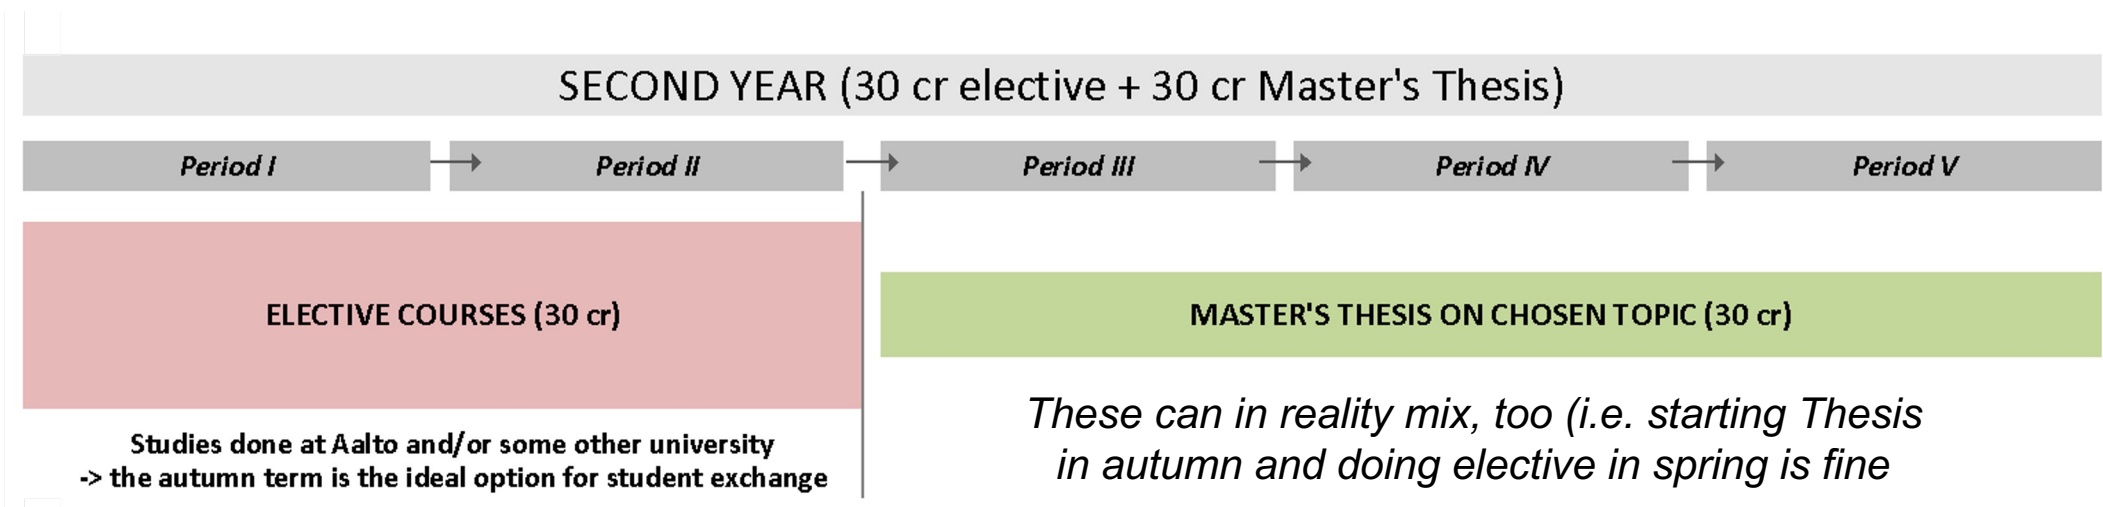 SECOND YEAR (30 cr elective + 30 cr Master's Thesis)
Period I
Period II
Period III
Period IV
Period V
ELECTIVE COURSES (30 cr)
MASTER'S THESIS ON CHOSEN TOPIC (30 cr)
Studies done at Aalto and/or some other university
-> the autumn term is the ideal option for student exchange
These can in reality mix, too (i.e. starting Thesis
in autumn and doing elective in spring is fine